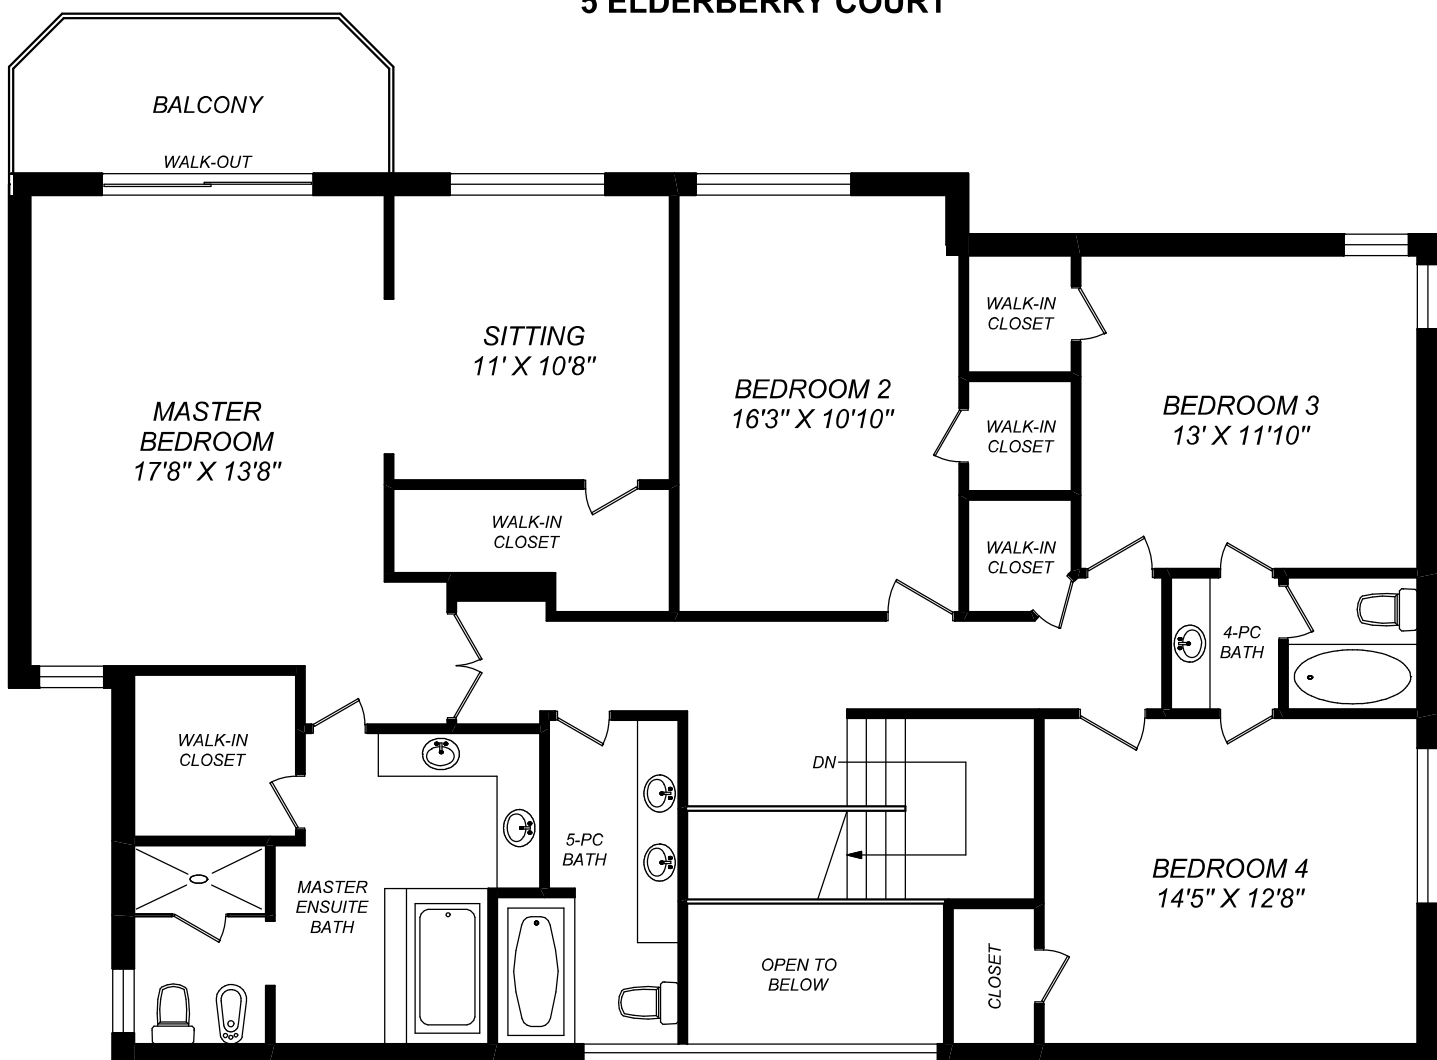 5 ELDERBERRY COURT
BALCONY
WALK-OUT
MASTER
BEDROOM
17'8" X 13'8"
SITTING
11' X 10'8"
WALK-IN
CLOSET
BEDROOM 2
16'3" X 10'10"
WALK-IN
CLOSET
WALK-IN
CLOSET
WALK-IN
CLOSET
BEDROOM 3
13' X 11'10"
4-PC
BATH
WALK-IN
CLOSET
MASTER
ENSUITE
BATH
5-PC
BATH
DN
OPEN TO
BELOW
CLOSET
BEDROOM 4
14'5" X 12'8"